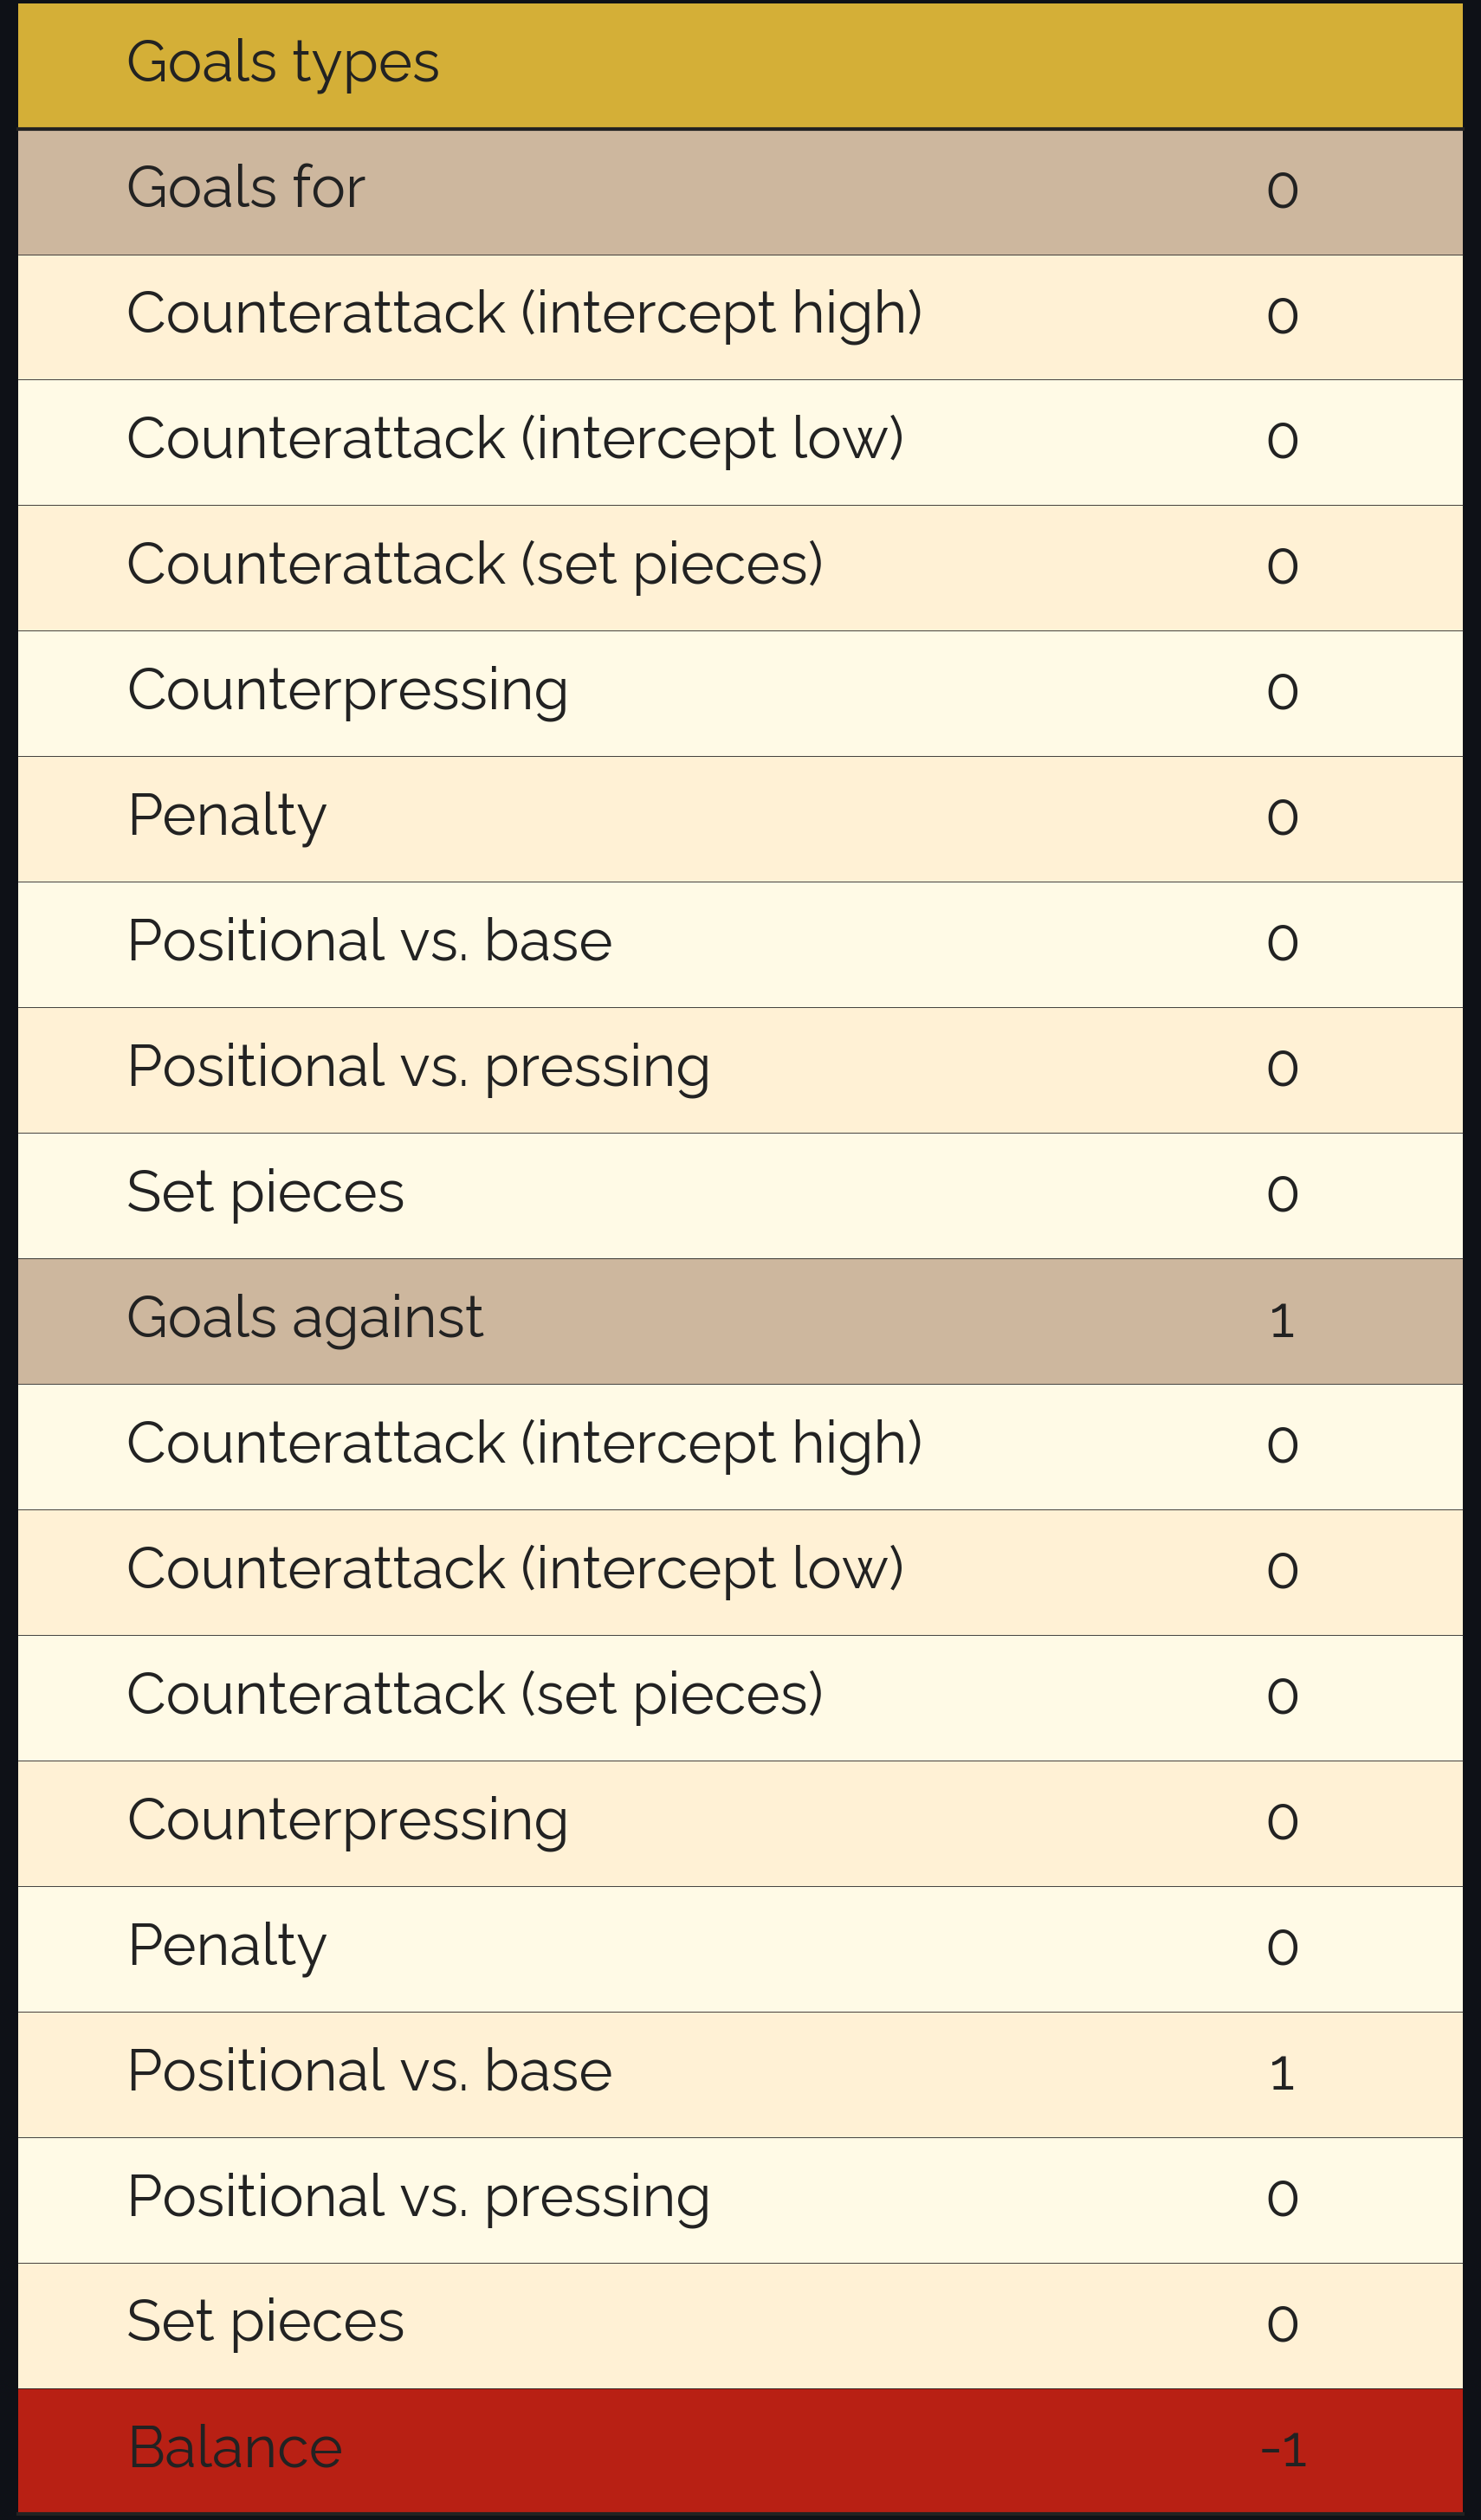 Goals types
Goals for 0
Counterattack (intercept high) 0
Counterattack (intercept low) 0
Counterattack (set pieces) 0
Counterpressing 0
Penalty 0
Positional vs. base 0
Positional vs. pressing 0
Set pieces 0
Goals against 1
Counterattack (intercept high) 0
Counterattack (intercept low) 0
Counterattack (set pieces) 0
Counterpressing 0
Penalty 0
Positional vs. base 1
Positional vs. pressing 0
Set pieces 0
Balance -1